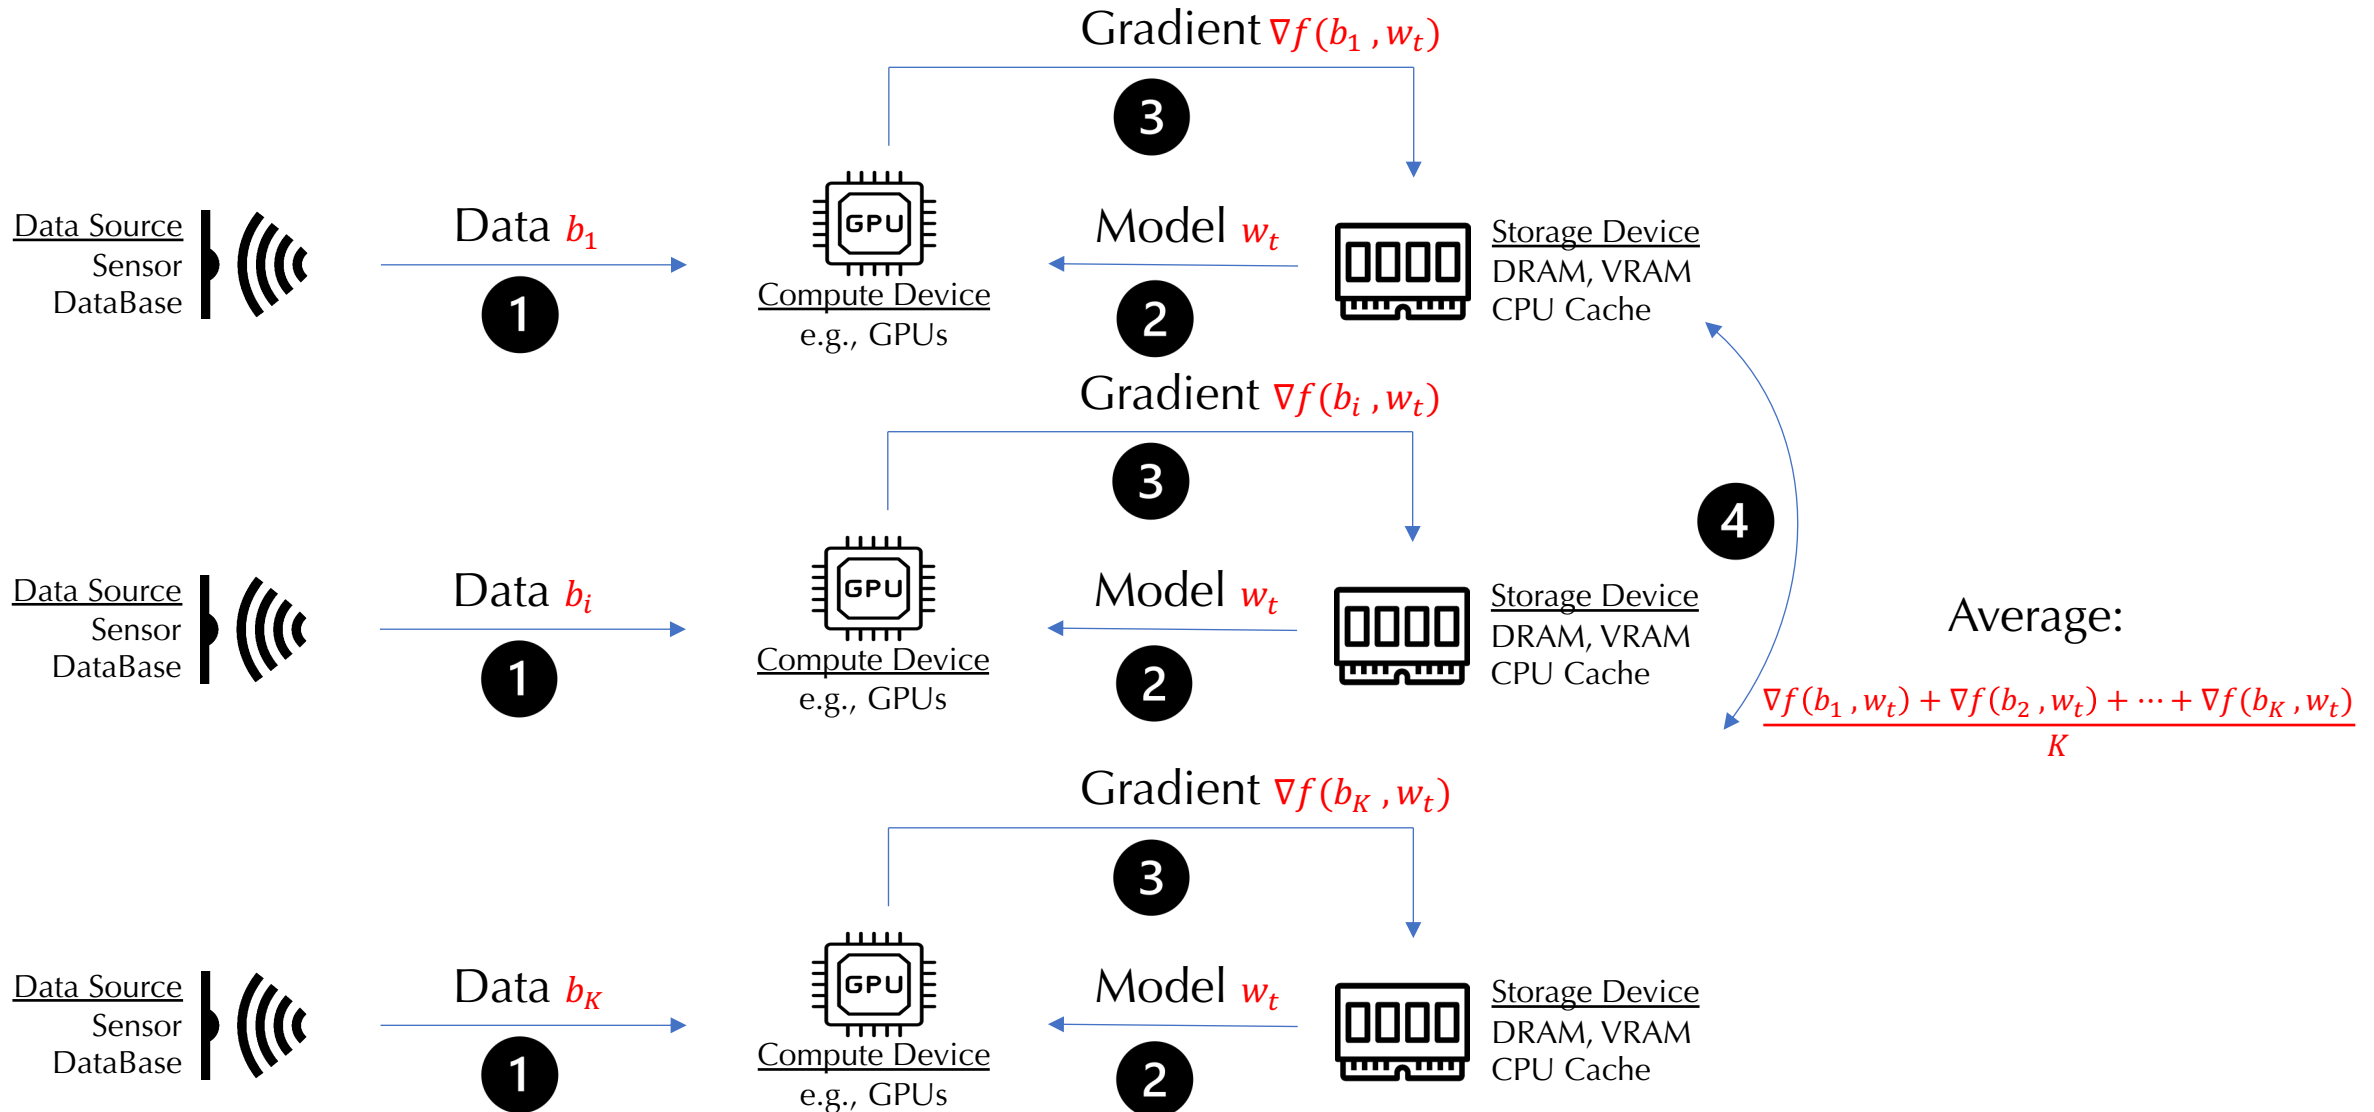 Gradient ∇f(b₁ , wₜ)
3
Data Source
Sensor
DataBase
Data b₁
1
GPU
Compute Device
e.g., GPUs
Model wₜ
2
Storage Device
DRAM, VRAM
CPU Cache
Gradient ∇f(bᵢ , wₜ)
3
4
Data Source
Sensor
DataBase
Data bᵢ
1
GPU
Compute Device
e.g., GPUs
Model wₜ
2
Storage Device
DRAM, VRAM
CPU Cache
Average:
∇f(b₁ , wₜ) + ∇f(b₂ , wₜ) + ⋯ + ∇f(b_K , wₜ)
K
Gradient ∇f(b_K , wₜ)
3
Data Source
Sensor
DataBase
Data b_K
1
GPU
Compute Device
e.g., GPUs
Model wₜ
2
Storage Device
DRAM, VRAM
CPU Cache